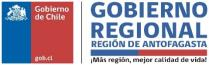 Gobierno
de Chile
gob.cl
GOBIERNO
REGIONAL
REGIÓN DE ANTOFAGASTA
¡Más región, mejor calidad de vida!